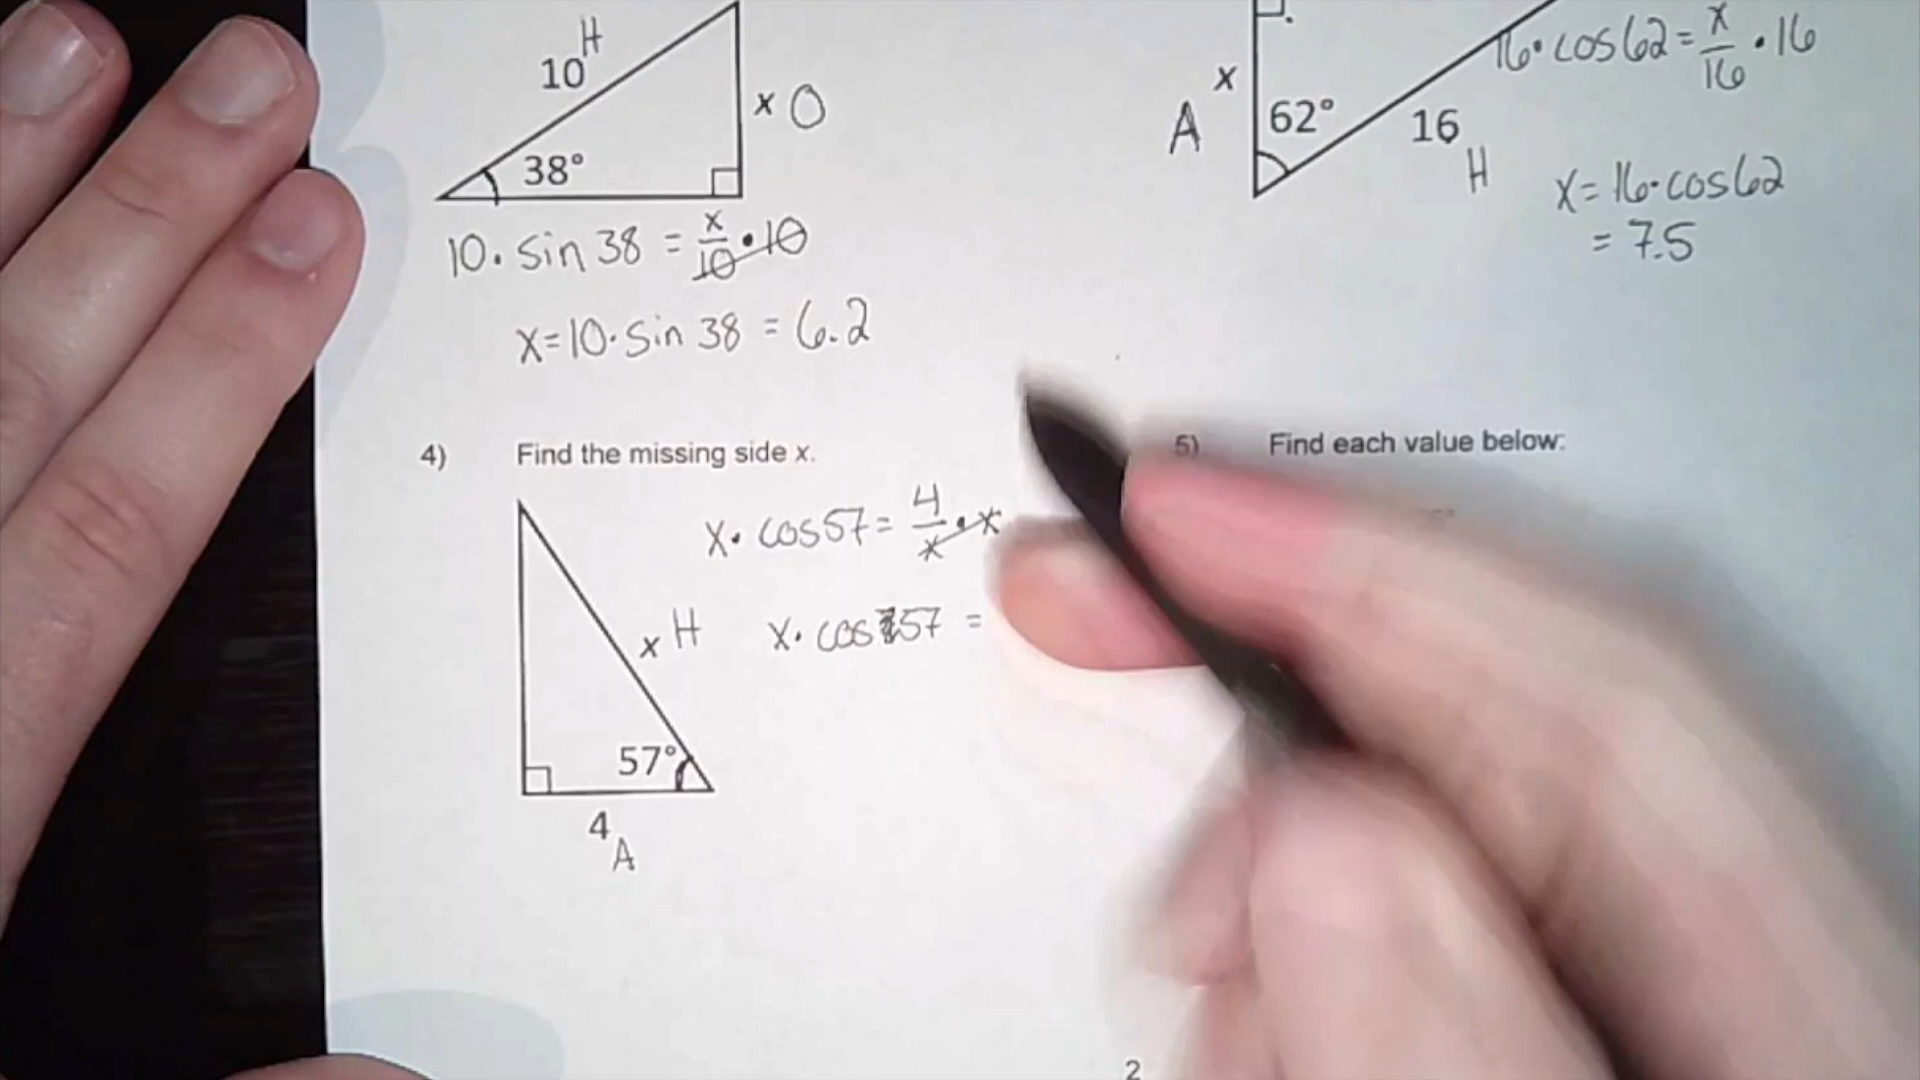 10 H
x O
38°
10 · sin 38 = x/10 · 10
x = 10 · sin 38 = 6.2
16 · cos 62 = x/16 · 16
x
A
62°
16
H
x = 16 · cos 62
= 7.5
4) Find the missing side x.
x · cos 57 = 4/x · x
x · cos 57 =
x H
57°
4
A
5) Find each value below:
2